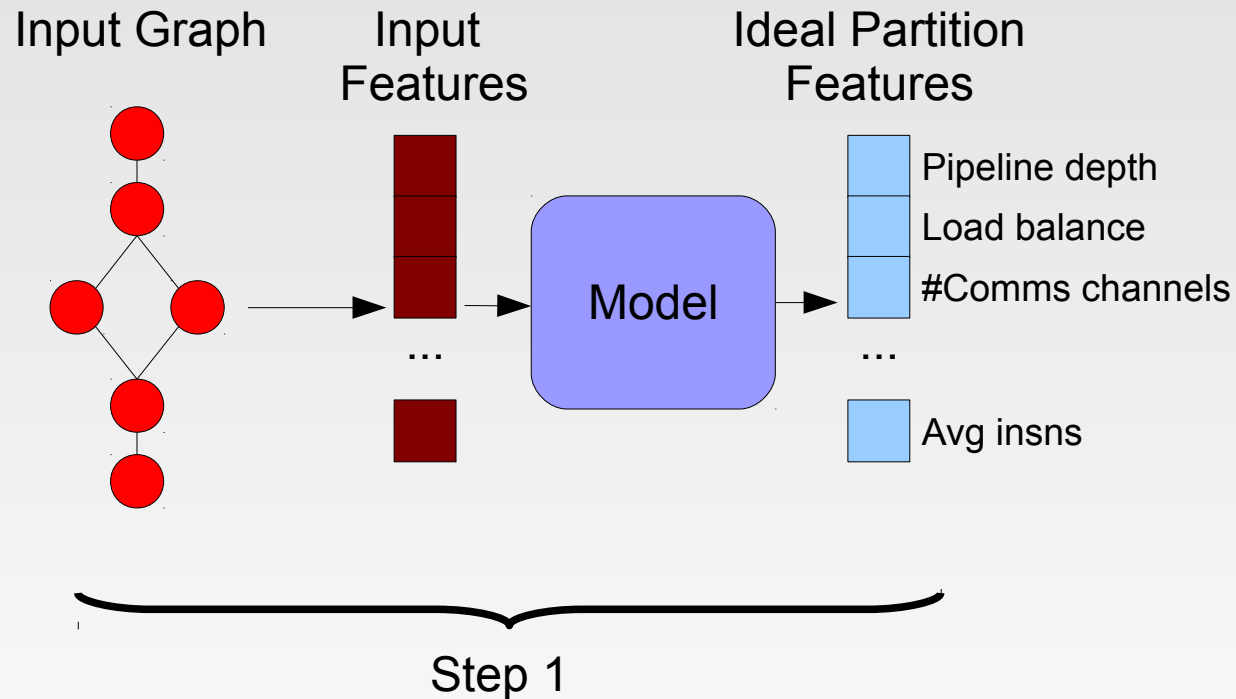 Input Graph
Input
Features
Ideal Partition
Features
Pipeline depth
Load balance
#Comms channels
Model
...
...
Avg insns
Step 1